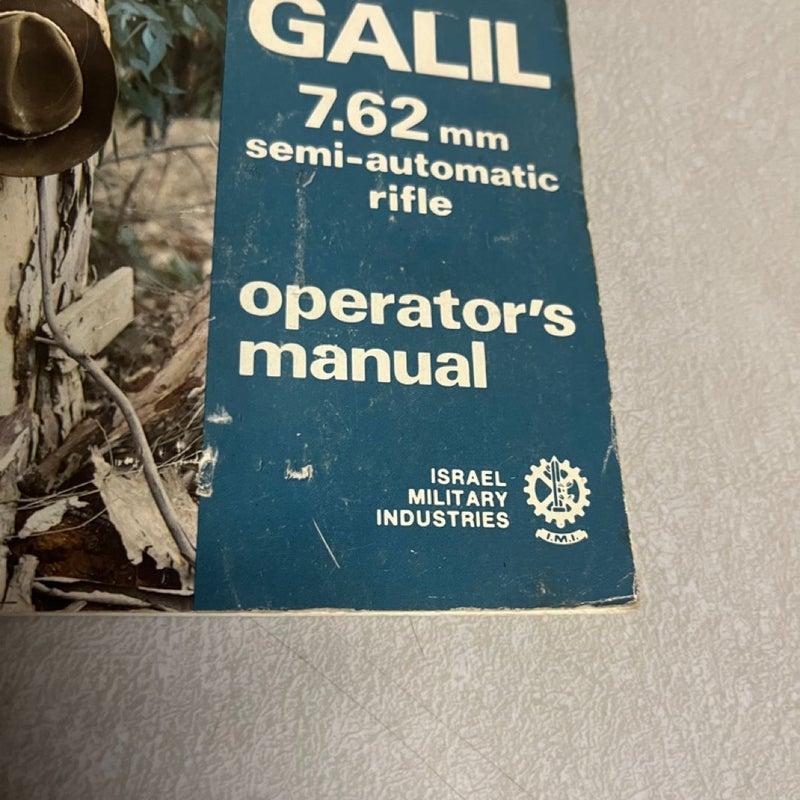 GALIL
7.62 mm
semi-automatic
rifle
operator's
manual
ISRAEL
MILITARY
INDUSTRIES
I.M.I.